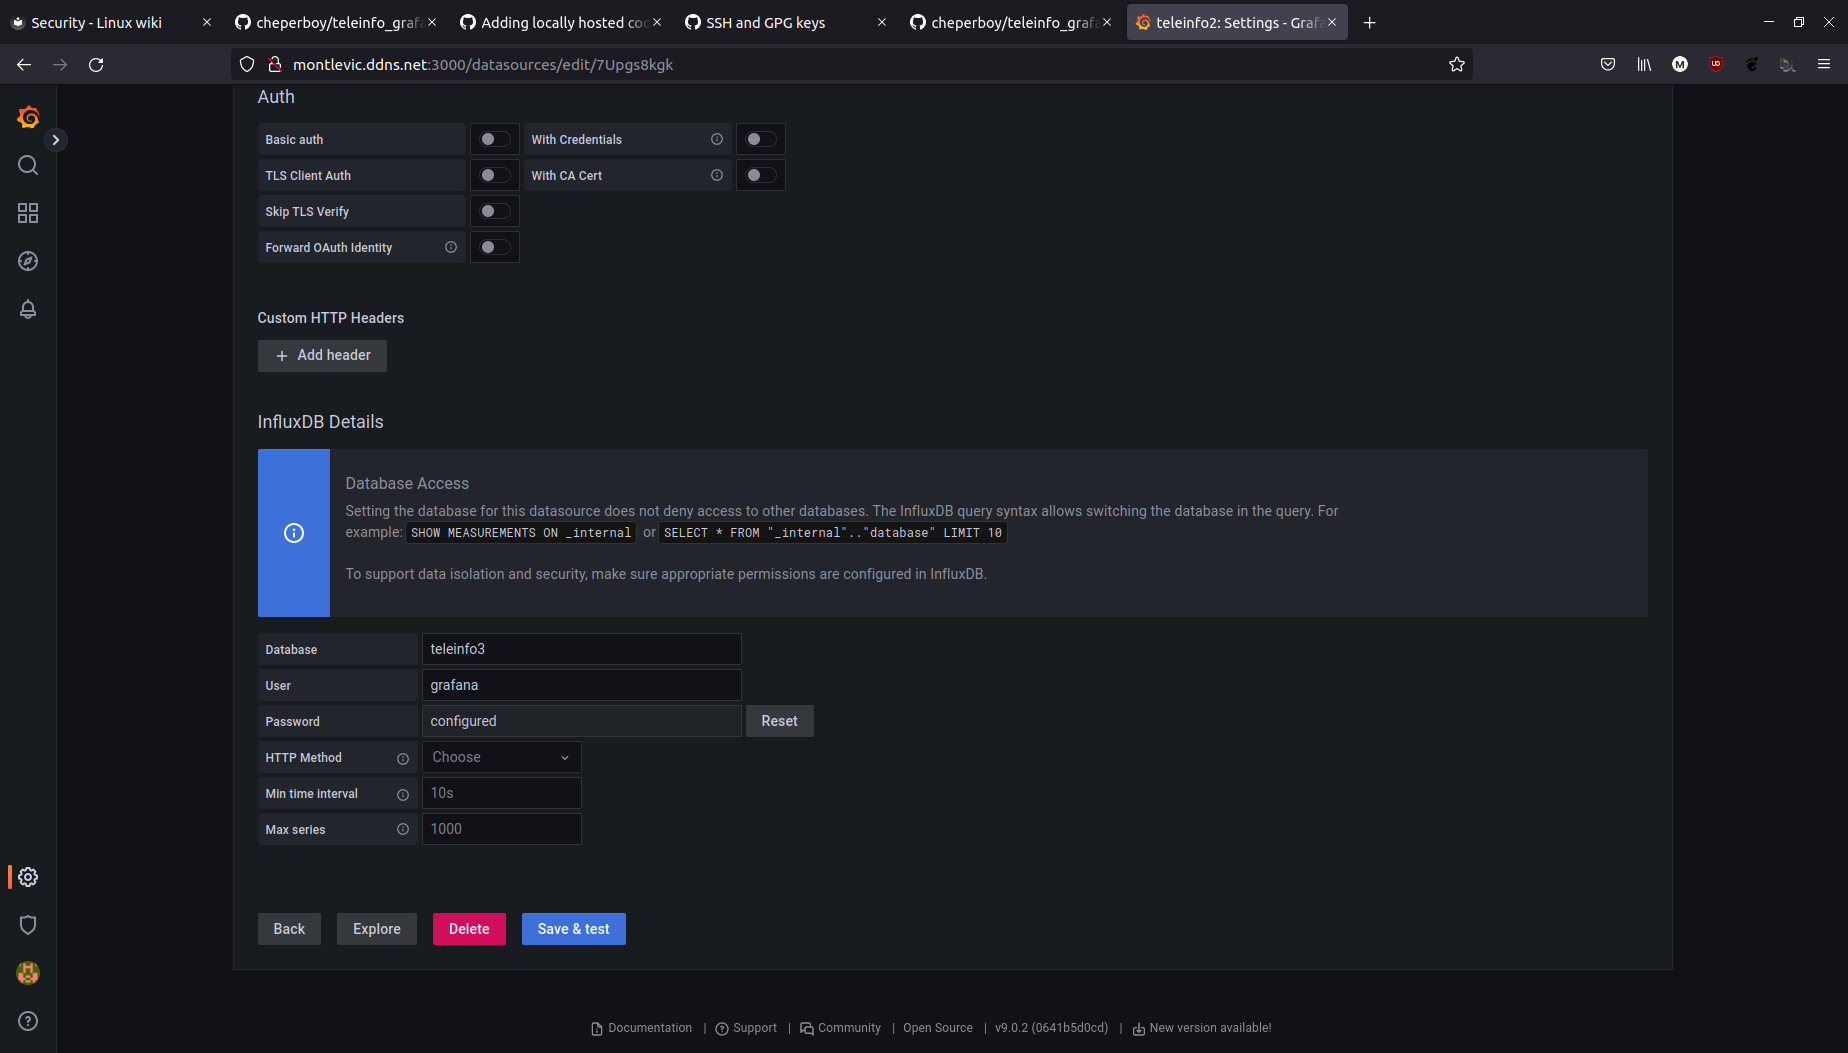 Security - Linux wiki
cheperboy/teleinfo_grafa
Adding locally hosted cod
SSH and GPG keys
cheperboy/teleinfo_grafa
teleinfo2: Settings - Grafa
montlevic.ddns.net:3000/datasources/edit/7Upgs8kgk
Auth
Basic auth
With Credentials
TLS Client Auth
With CA Cert
Skip TLS Verify
Forward OAuth Identity
Custom HTTP Headers
+ Add header
InfluxDB Details
Database Access
Setting the database for this datasource does not deny access to other databases. The InfluxDB query syntax allows switching the database in the query. For
example: SHOW MEASUREMENTS ON _internal or SELECT * FROM "_internal".."database" LIMIT 10
To support data isolation and security, make sure appropriate permissions are configured in InfluxDB.
Database teleinfo3
User grafana
Password configured Reset
HTTP Method Choose
Min time interval 10s
Max series 1000
Back Explore Delete Save & test
Documentation | Support | Community | Open Source | v9.0.2 (0641b5d0cd) | New version available!